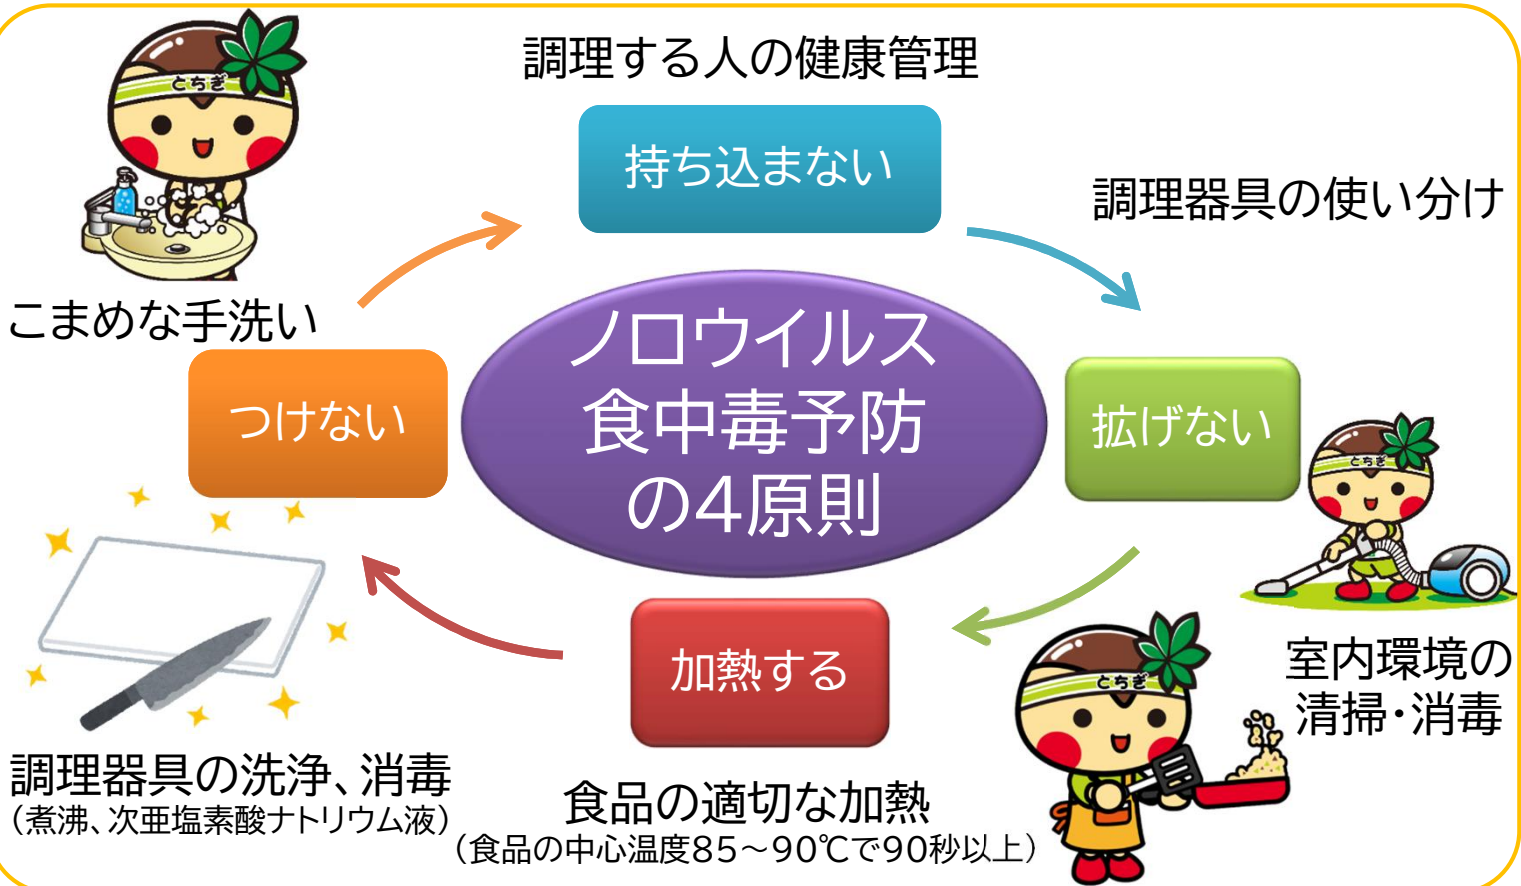 調理する人の健康管理
持ち込まない
調理器具の使い分け
拡げない
室内環境の
清掃・消毒
加熱する
食品の適切な加熱
（食品の中心温度85～90℃で90秒以上）
こまめな手洗い
つけない
調理器具の洗浄、消毒
（煮沸、次亜塩素酸ナトリウム液）
ノロウイルス
食中毒予防
の4原則
とちぎ
とちぎ
とちぎ